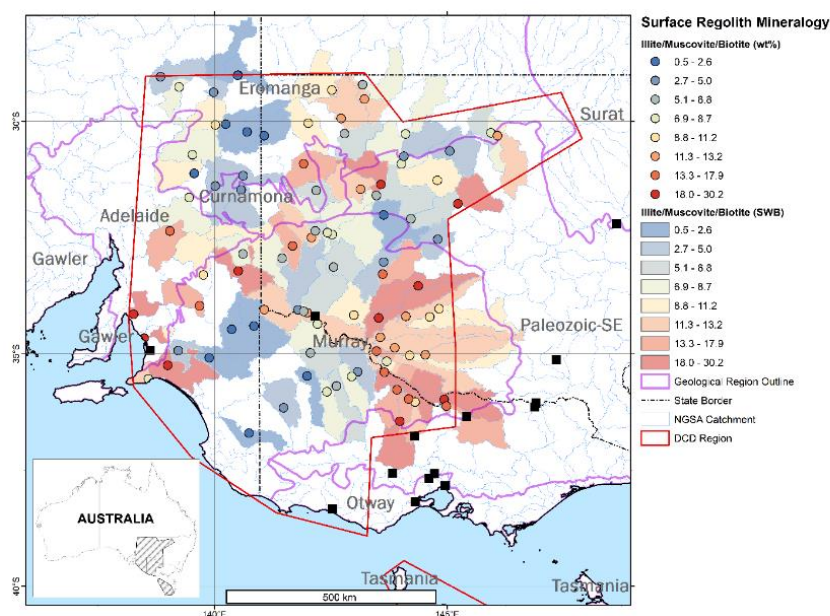 Surface Regolith Mineralogy
Illite/Muscovite/Biotite (wt%)
0.5 - 2.6
2.7 - 5.0
5.1 - 8.8
6.9 - 8.7
8.8 - 11.2
11.3 - 13.2
13.3 - 17.9
18.0 - 30.2
Illite/Muscovite/Biotite (SWB)
0.5 - 2.6
2.7 - 5.0
5.1 - 6.8
6.9 - 8.7
8.8 - 11.2
11.3 - 13.2
13.3 - 17.9
18.0 - 30.2
Geological Region Outline
State Border
NGSA Catchment
DCD Region
Eromanga
Surat
30°S
Curnamona
Adelaide
Gawler
Gawler
Paleozoic-SE
Murray
35°S
Otway
AUSTRALIA
Tasmania
Tasmania
40°S
500 km
140°E
145°E